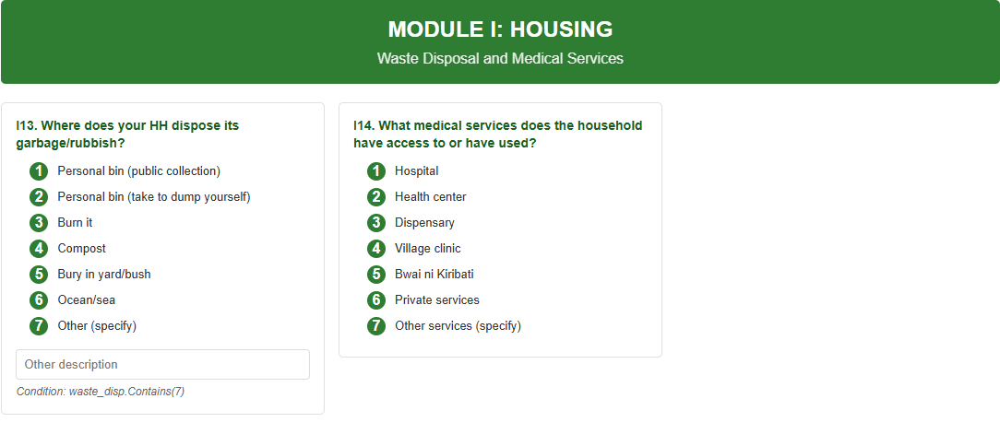 MODULE I: HOUSING
Waste Disposal and Medical Services
I13. Where does your HH dispose its
garbage/rubbish?
1 Personal bin (public collection)
2 Personal bin (take to dump yourself)
3 Burn it
4 Compost
5 Bury in yard/bush
6 Ocean/sea
7 Other (specify)
Other description
Condition: waste_disp.Contains(7)
I14. What medical services does the household
have access to or have used?
1 Hospital
2 Health center
3 Dispensary
4 Village clinic
5 Bwai ni Kiribati
6 Private services
7 Other services (specify)